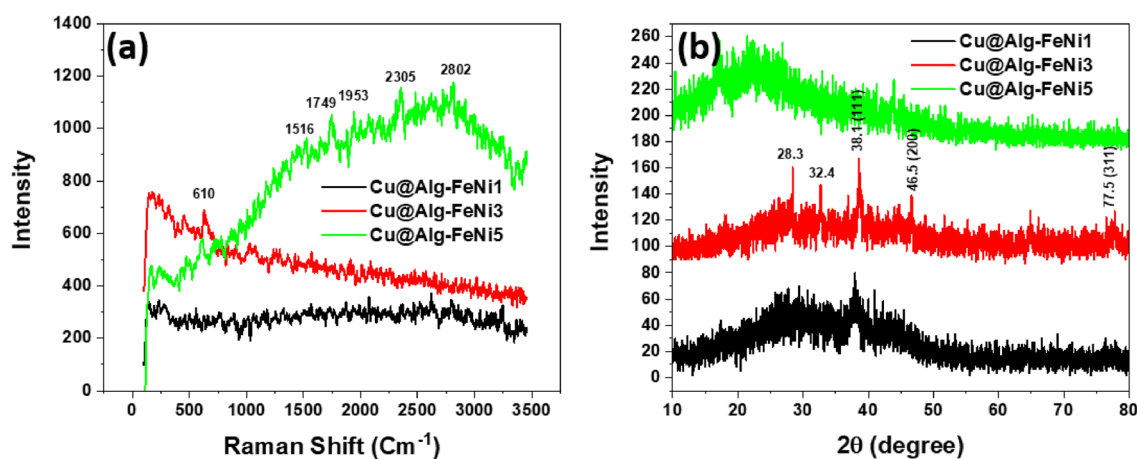 (a)
1400
1200
1000
800
600
400
200
0
Intensity
610
1516
1749
1953
2305
2802
Cu@Alg-FeNi1
Cu@Alg-FeNi3
Cu@Alg-FeNi5
0 500 1000 1500 2000 2500 3000 3500
Raman Shift (Cm⁻¹)
(b)
260
240
220
200
180
160
140
120
100
80
60
40
20
0
Intensity
Cu@Alg-FeNi1
Cu@Alg-FeNi3
Cu@Alg-FeNi5
28.3
32.4
38.1 (111)
46.5 (200)
77.5 (311)
10 20 30 40 50 60 70 80
2θ (degree)